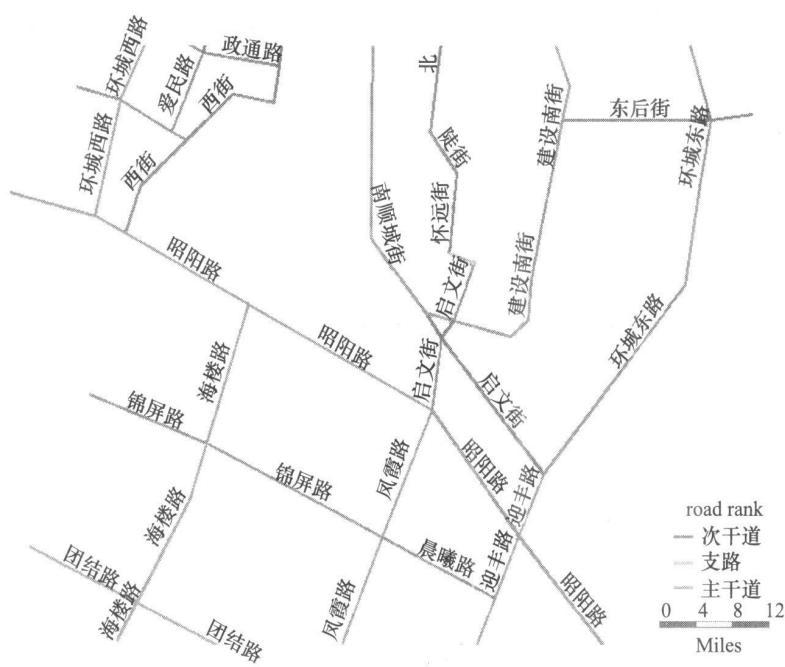 环城西路
政通路
爱民路
西街
北
陡街
建设南街
东后街
环城东路
环城西路
西街
南顺城街
怀远街
昭阳路
启文街
建设南街
昭阳路
环城东路
海楼路
启文街
启文街
锦屏路
锦屏路
凤霞路
昭阳路
迎丰路
海楼路
晨曦路
迎丰路
团结路
海楼路
凤霞路
昭阳路
团结路
road rank
次干道
支路
主干道
0 4 8 12
Miles